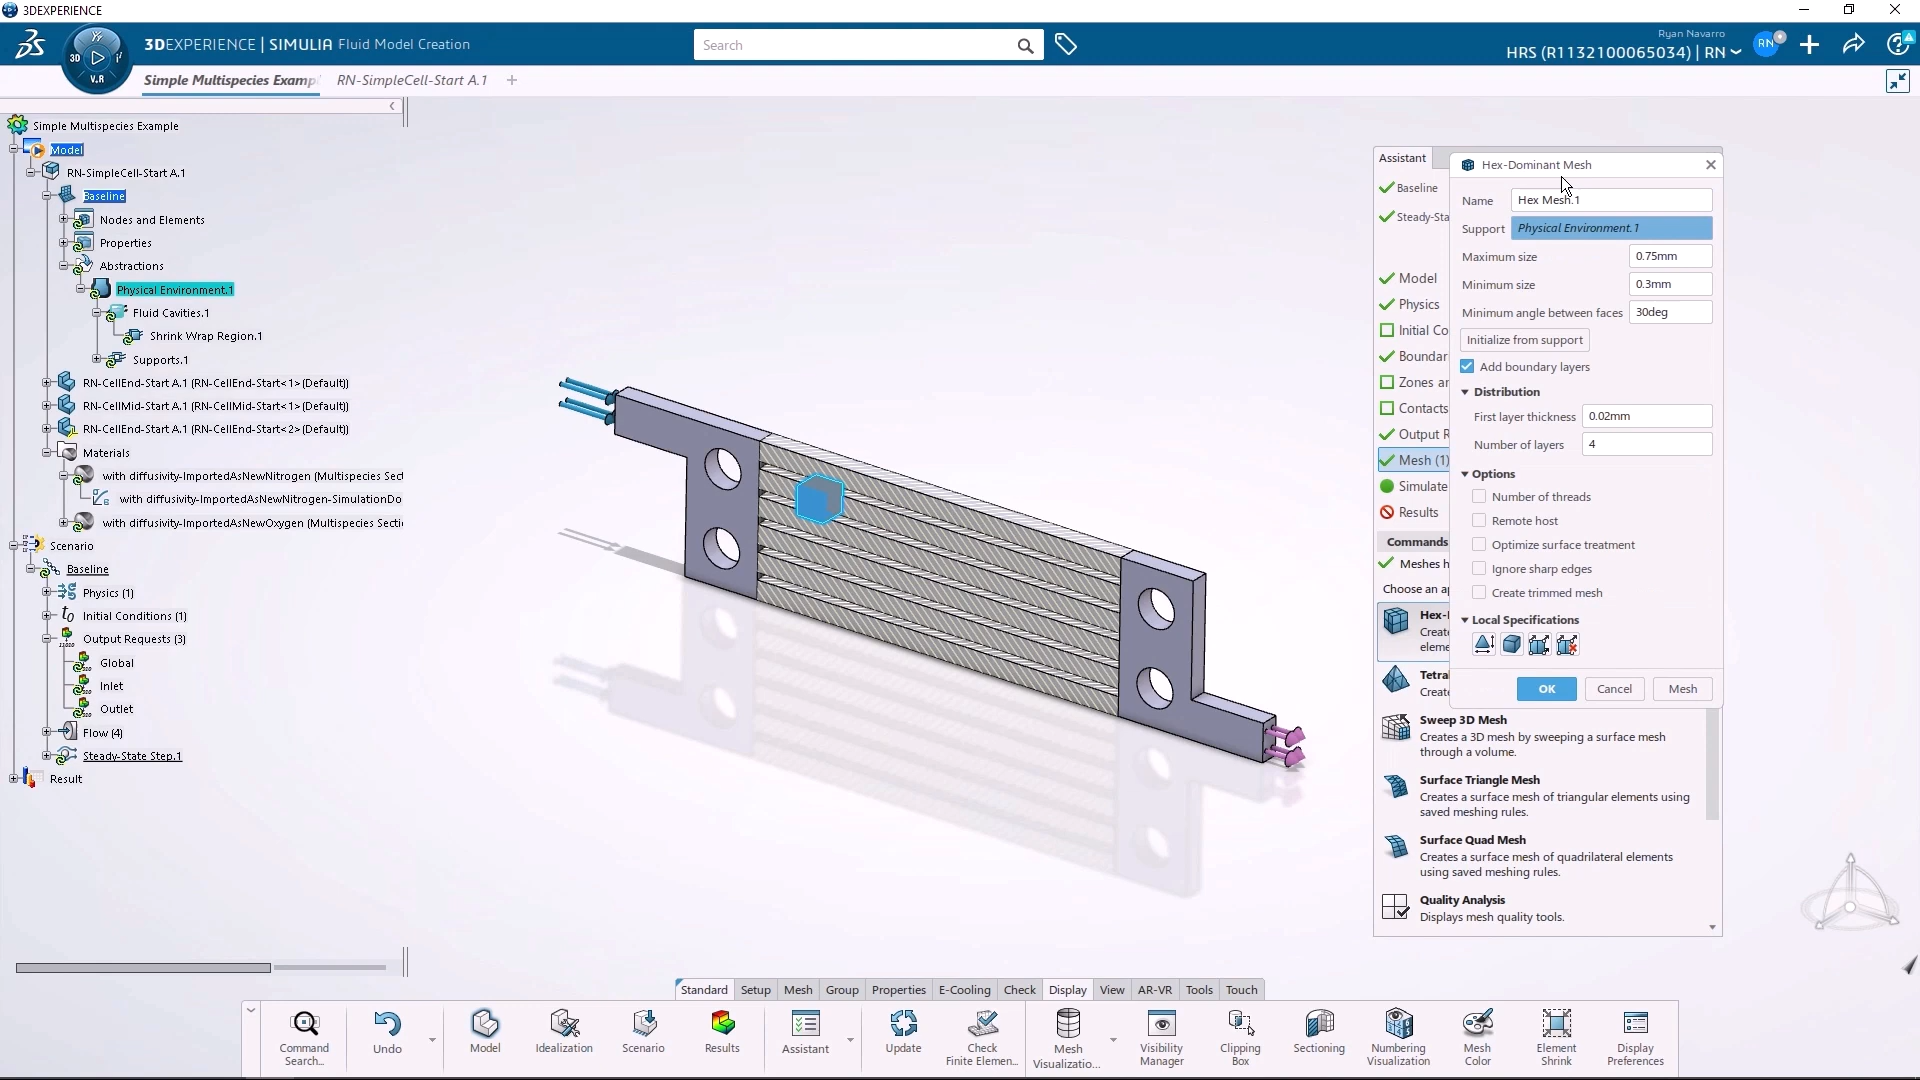 3DEXPERIENCE
3DEXPERIENCE | SIMULIA Fluid Model Creation
3D
V.R
Search
Ryan Navarro
HRS (R1132100065034) | RN
RN
Simple Multispecies Examp
RN-SimpleCell-Start A.1
Simple Multispecies Example
Model
RN-SimpleCell-Start A.1
Baseline
Nodes and Elements
Properties
Abstractions
Physical Environment.1
Fluid Cavities.1
Shrink Wrap Region.1
Supports.1
RN-CellEnd-Start A.1 (RN-CellEnd-Start<1>(Default))
RN-CellMid-Start A.1 (RN-CellMid-Start<1>(Default))
RN-CellEnd-Start A.1 (RN-CellEnd-Start<2>(Default))
Materials
with diffusivity-ImportedAsNewNitrogen (Multispecies Sect
with diffusivity-ImportedAsNewNitrogen-SimulationDo
with diffusivity-ImportedAsNewOxygen (Multispecies Secti
Scenario
Baseline
Physics (1)
Initial Conditions (1)
Output Requests (3)
Global
Inlet
Outlet
Flow (4)
Steady-State Step.1
Result
Assistant
Baseline
Steady-Sta
Model
Physics
Initial Co
Boundar
Zones ar
Contacts
Output R
Mesh (1)
Simulate
Results
Commands
Meshes h
Choose an ap
Hex-I
Create
eleme
Tetra
Create
Sweep 3D Mesh
Creates a 3D mesh by sweeping a surface mesh
through a volume.
Surface Triangle Mesh
Creates a surface mesh of triangular elements using
saved meshing rules.
Surface Quad Mesh
Creates a surface mesh of quadrilateral elements
using saved meshing rules.
Quality Analysis
Displays mesh quality tools.
Hex-Dominant Mesh
Name Hex Mesh.1
Support Physical Environment.1
Maximum size 0.75mm
Minimum size 0.3mm
Minimum angle between faces 30deg
Initialize from support
Add boundary layers
Distribution
First layer thickness 0.02mm
Number of layers 4
Options
Number of threads
Remote host
Optimize surface treatment
Ignore sharp edges
Create trimmed mesh
Local Specifications
OK Cancel Mesh
Standard Setup Mesh Group Properties E-Cooling Check Display View AR-VR Tools Touch
Command
Search...
Undo
Model
Idealization
Scenario
Results
Assistant
Update
Check
Finite Elemen...
Mesh
Visualizatio...
Visibility
Manager
Clipping
Box
Sectioning
Numbering
Visualization
Mesh
Color
Element
Shrink
Display
Preferences